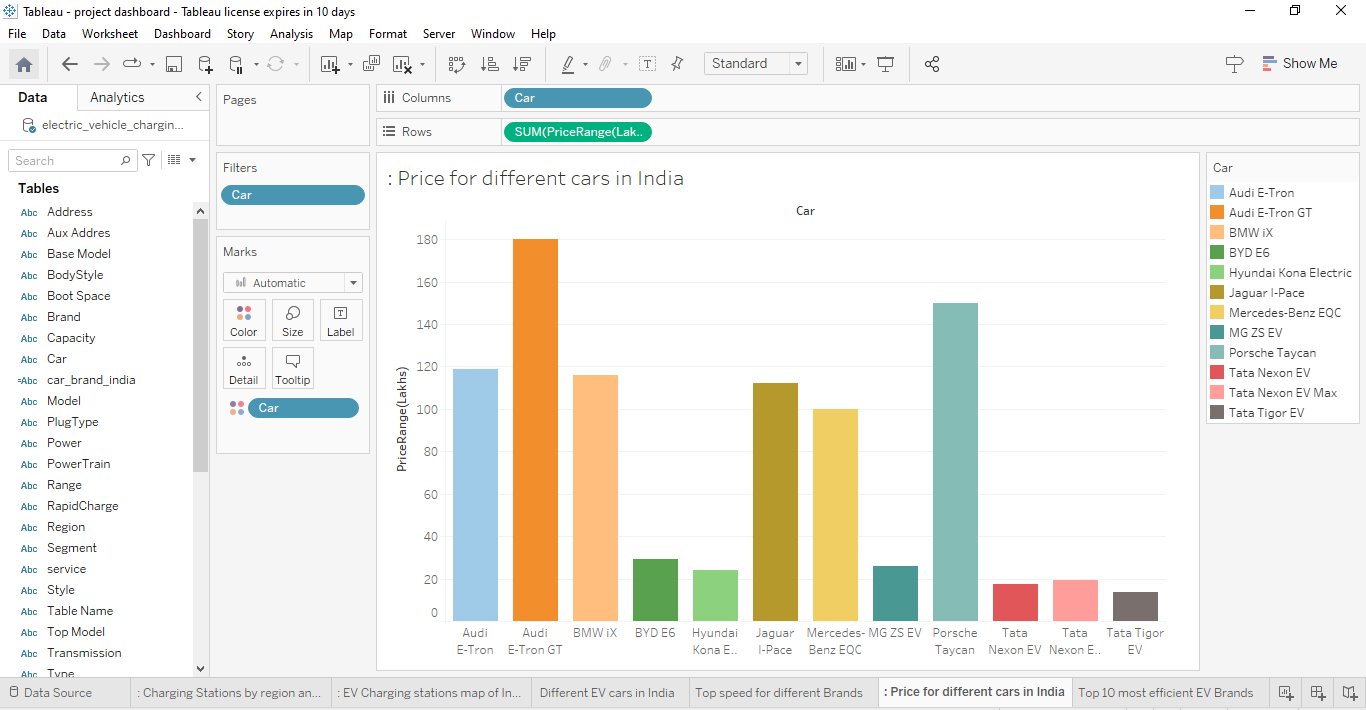 Tableau - project dashboard - Tableau license expires in 10 days
File Data Worksheet Dashboard Story Analysis Map Format Server Window Help
Standard
Show Me
Data Analytics
electric_vehicle_chargin...
Search
Tables
Abc Address
Abc Aux Addres
Abc Base Model
Abc BodyStyle
Abc Boot Space
Abc Brand
Abc Capacity
Abc Car
=Abc car_brand_india
Abc Model
Abc PlugType
Abc Power
Abc PowerTrain
Abc Range
Abc RapidCharge
Abc Region
Abc Segment
Abc service
Abc Style
Abc Table Name
Abc Top Model
Abc Transmission
Abc Type
Pages
Filters
Car
Marks
Automatic
Color Size Label
Detail Tooltip
Car
Columns Car
Rows SUM(PriceRange(Lak..
: Price for different cars in India
Car
PriceRange(Lakhs)
180
160
140
120
100
80
60
40
20
0
Audi E-Tron
Audi E-Tron GT
BMW iX
BYD E6
Hyundai Kona E..
Jaguar I-Pace
Mercedes-Benz EQC
MG ZS EV
Porsche Taycan
Tata Nexon EV
Tata Nexon E..
Tata Tigor EV
Car
Audi E-Tron
Audi E-Tron GT
BMW iX
BYD E6
Hyundai Kona Electric
Jaguar I-Pace
Mercedes-Benz EQC
MG ZS EV
Porsche Taycan
Tata Nexon EV
Tata Nexon EV Max
Tata Tigor EV
Data Source
: Charging Stations by region an...
: EV Charging stations map of In...
Different EV cars in India
Top speed for different Brands
: Price for different cars in India
Top 10 most efficient EV Brands